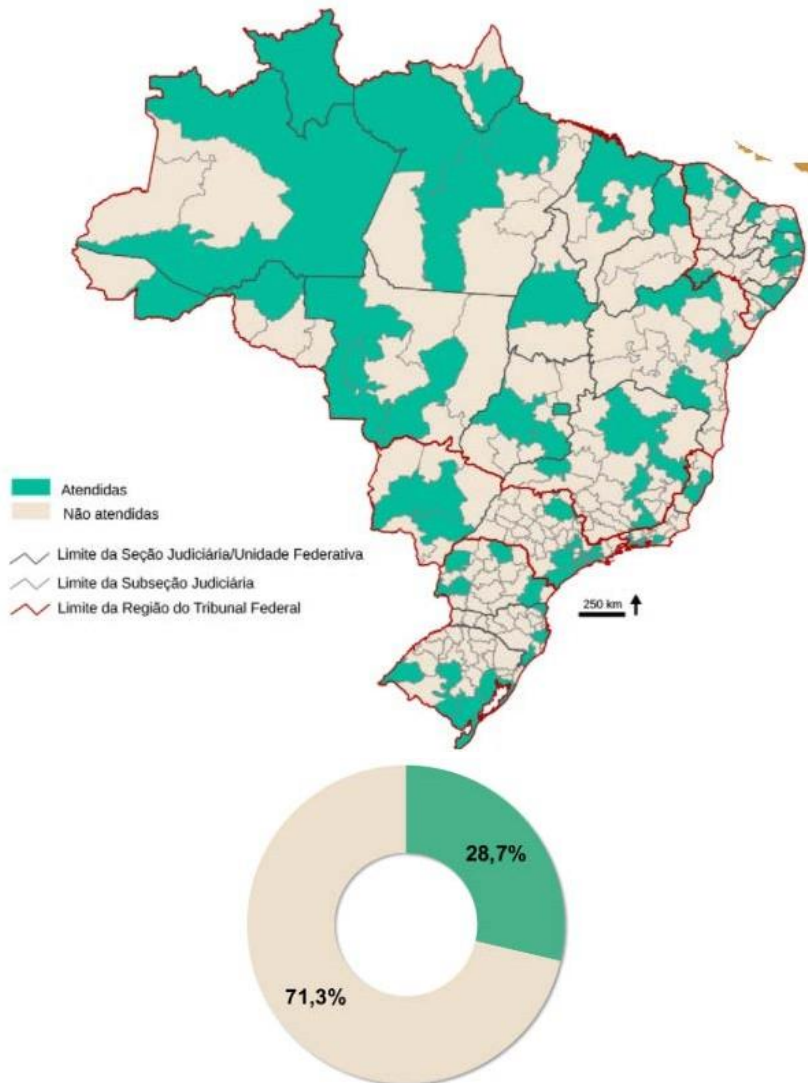 Atendidas
Não atendidas
Limite da Seção Judiciária/Unidade Federativa
Limite da Subseção Judiciária
Limite da Região do Tribunal Federal
250 km
28,7%
71,3%